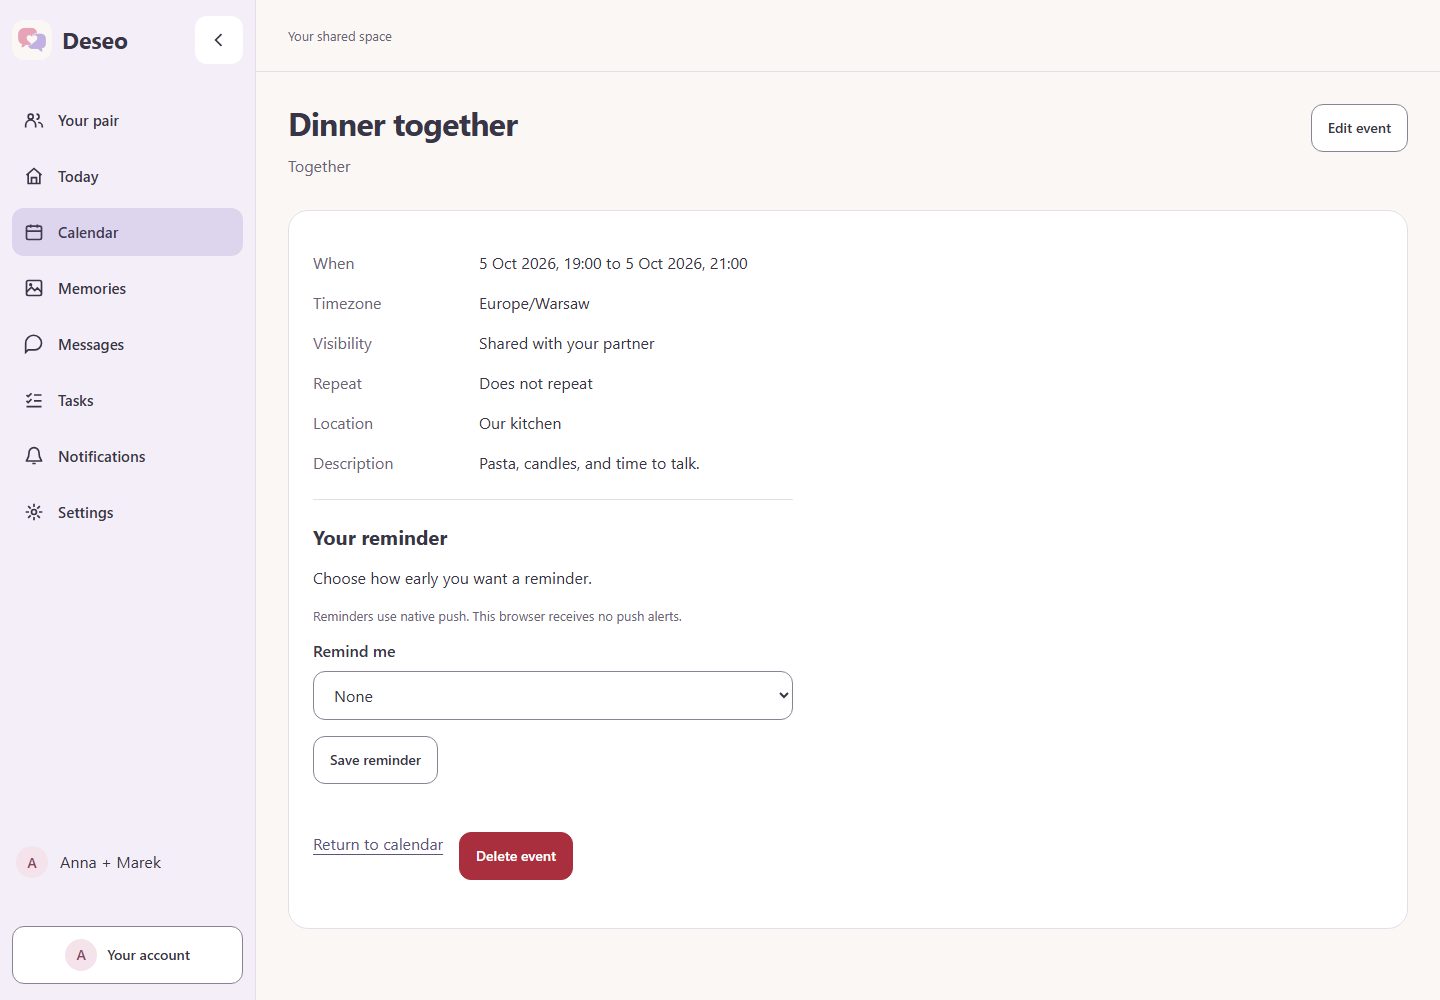 Deseo
Your shared space
Your pair
Today
Calendar
Memories
Messages
Tasks
Notifications
Settings
A Anna + Marek
A Your account
Dinner together
Together
Edit event
When 5 Oct 2026, 19:00 to 5 Oct 2026, 21:00
Timezone Europe/Warsaw
Visibility Shared with your partner
Repeat Does not repeat
Location Our kitchen
Description Pasta, candles, and time to talk.
Your reminder
Choose how early you want a reminder.
Reminders use native push. This browser receives no push alerts.
Remind me
None
Save reminder
Return to calendar Delete event